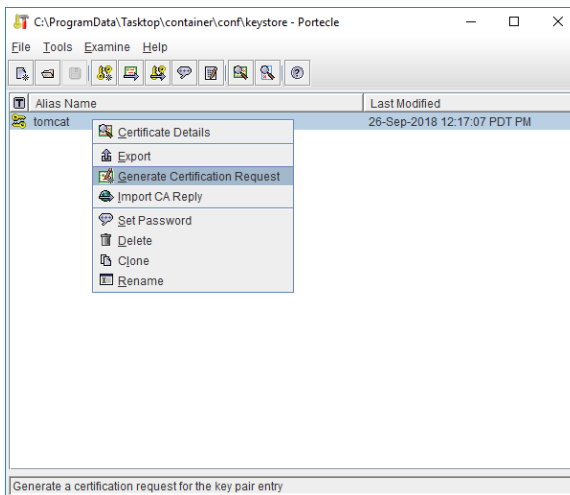 C:\ProgramData\Tasktop\container\conf\keystore - Portecle
File Tools Examine Help
Alias Name Last Modified
tomcat 26-Sep-2018 12:17:07 PDT PM
Certificate Details
Export
Generate Certification Request
Import CA Reply
Set Password
Delete
Clone
Rename
Generate a certification request for the key pair entry